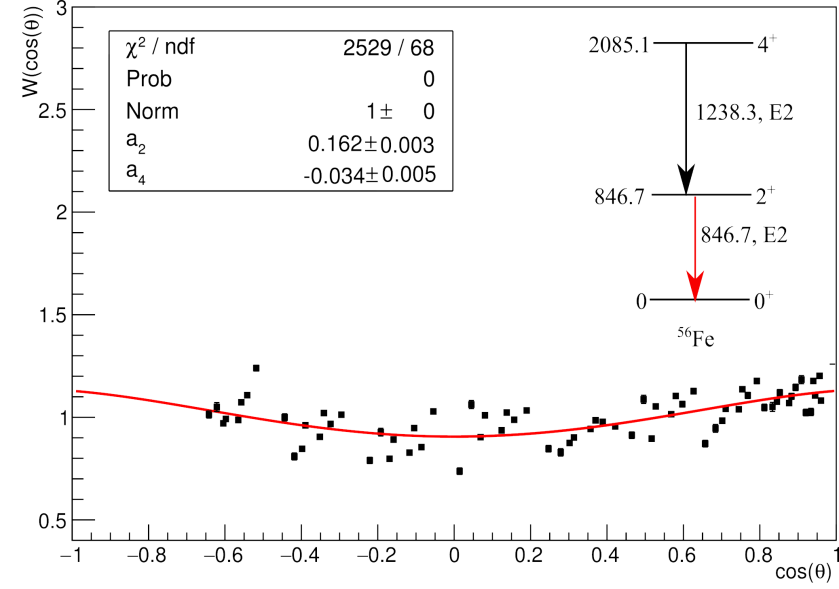 W(cos(θ))
3
2.5
2
1.5
1
0.5
χ² / ndf 2529 / 68
Prob 0
Norm 1 ± 0
a₂ 0.162 ± 0.003
a₄ -0.034 ± 0.005
2085.1 4⁺
1238.3, E2
846.7 2⁺
846.7, E2
0 0⁺
⁵⁶Fe
−1 −0.8 −0.6 −0.4 −0.2 0 0.2 0.4 0.6 0.8 1
cos(θ)